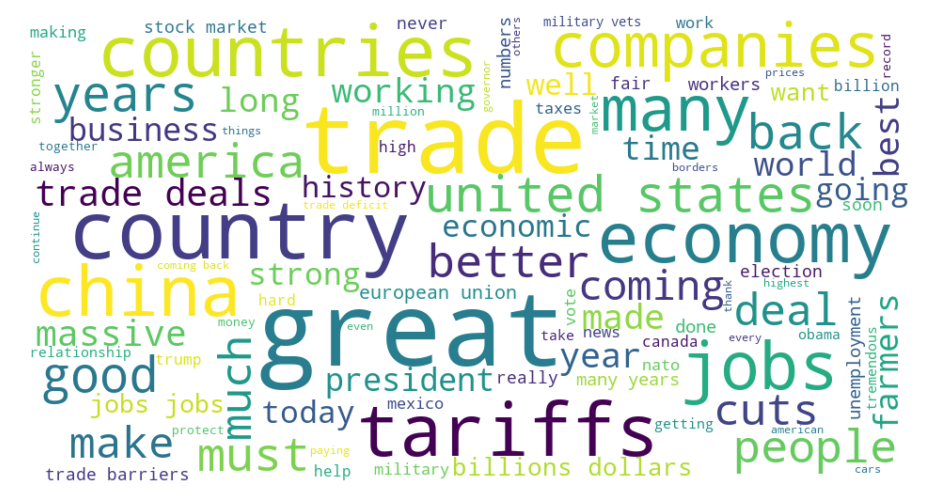 making
stock market
never
military vets
work
countries
numbers
others
companies
record
stronger
years
long
working
governor
well
fair
workers
prices
want
billion
business
things
trade
million
taxes
market
many
back
best
together
high
time
always
america
borders
world
trade deals
history
united states
going
trade deficit
soon
continue
country
economic
economy
coming back
better
strong
election
china
european union
coming
thank
highest
hard
vote
made
deal
massive
money
great
even
take
news
canada
done
every
obama
unemployment
tremendous
farmers
relationship
trump
year
nato
jobs
good
much
president
really
many years
jobs jobs
today
mexico
tariffs
getting
cuts
american
make
protect
must
paying
people
trade barriers
help
military
billions dollars
cars